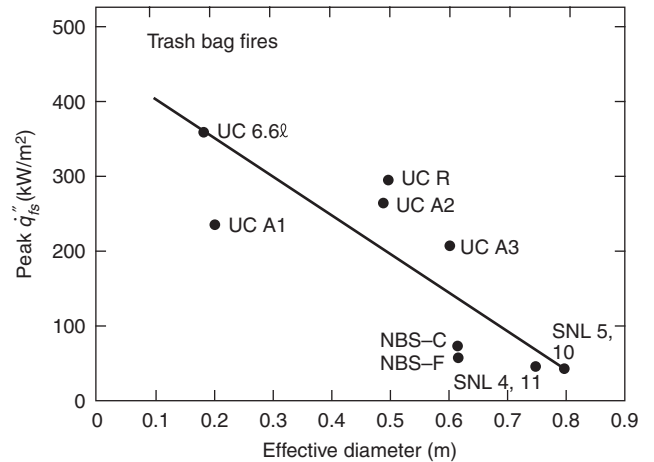 Trash bag fires
Peak q̇″fs (kW/m2)
500
400
300
200
100
0
UC 6.6ℓ
UC R
UC A2
UC A1
UC A3
NBS–C
NBS–F
SNL 4, 11
SNL 5,
10
0 0.1 0.2 0.3 0.4 0.5 0.6 0.7 0.8 0.9
Effective diameter (m)